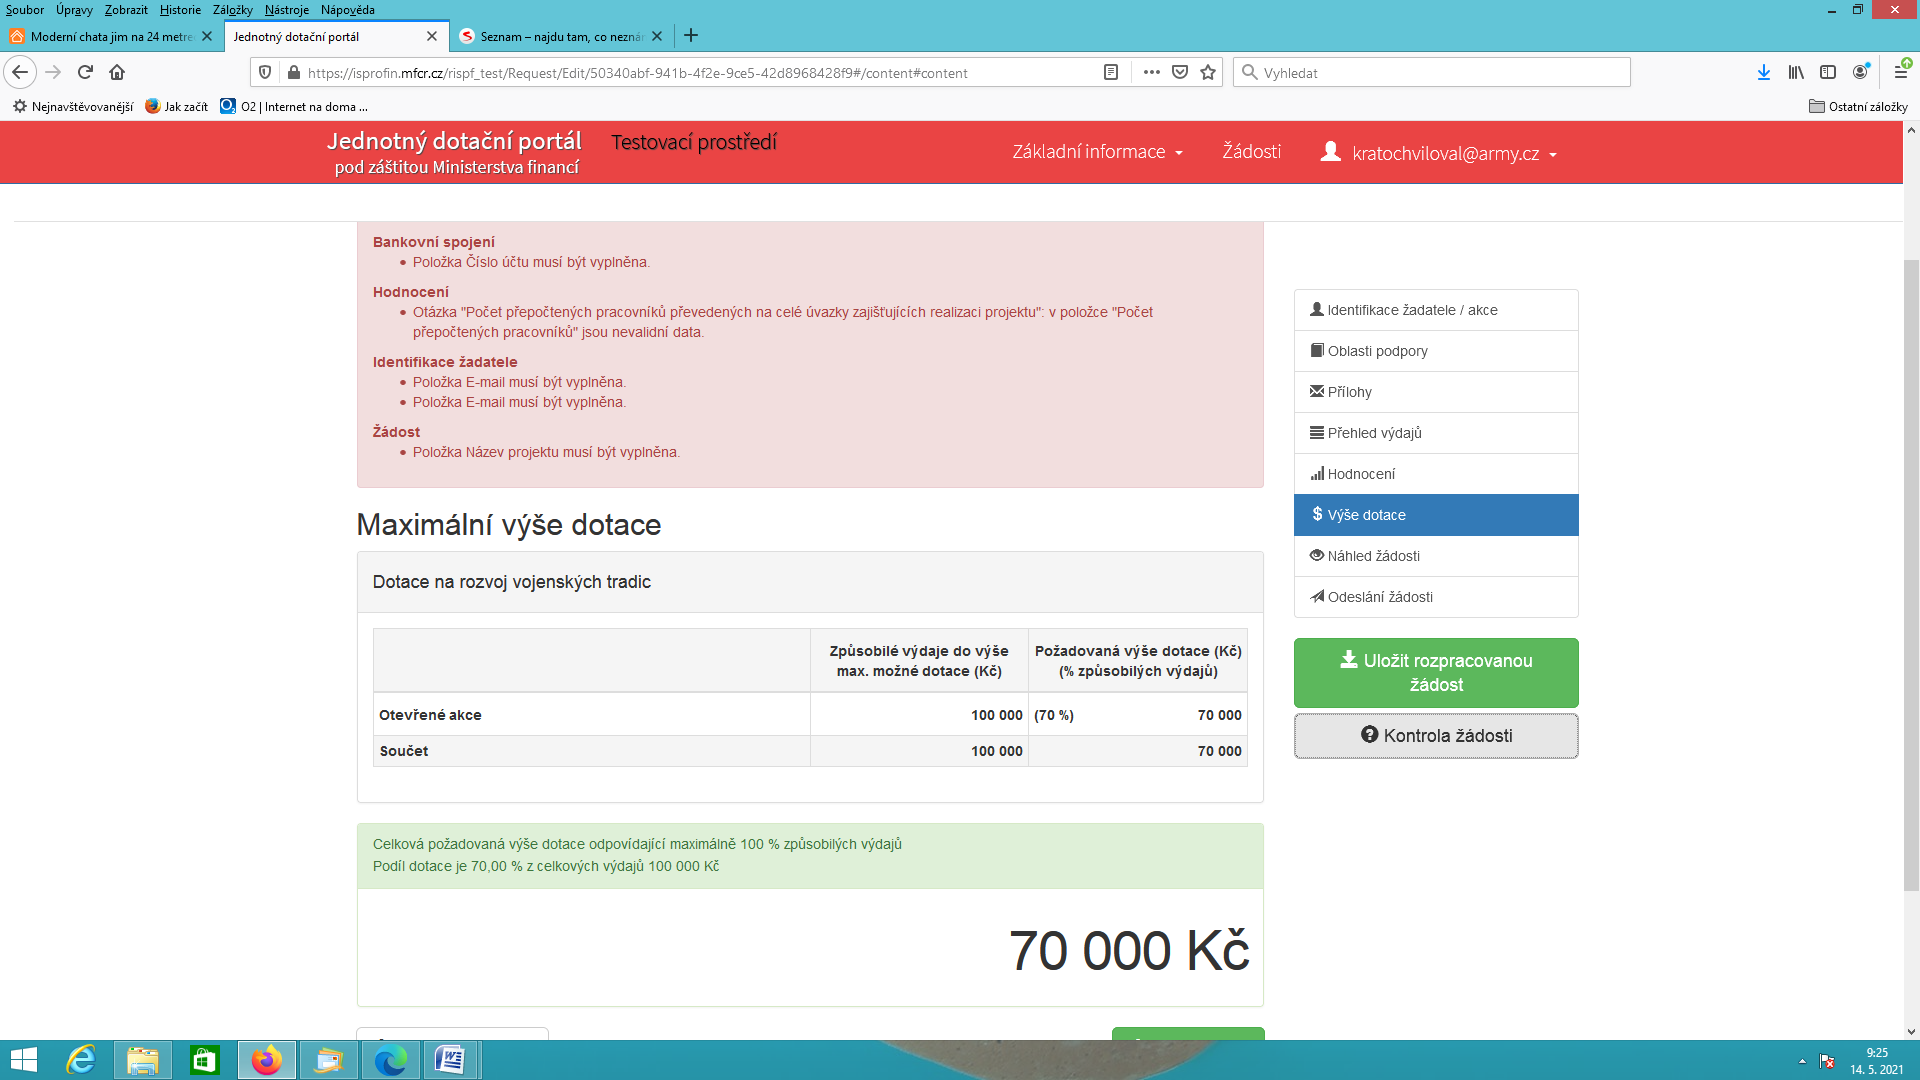 Soubor Úpravy Zobrazit Historie Záložky Nástroje Nápověda
Moderní chata jim na 24 metre
Jednotný dotační portál
Seznam – najdu tam, co nezná
https://isprofin.mfcr.cz/rispf_test/Request/Edit/50340abf-941b-4f2e-9ce5-42d8968428f9#/content#content
Vyhledat
Nejnavštěvovanější Jak začít O2 | Internet na doma ...
Ostatní záložky
Jednotný dotační portál
pod záštitou Ministerstva financí
Testovací prostředí
Základní informace
Žádosti
kratochviloval@army.cz
Bankovní spojení
• Položka Číslo účtu musí být vyplněna.
Hodnocení
• Otázka "Počet přepočtených pracovníků převedených na celé úvazky zajišťujících realizaci projektu": v položce "Počet
přepočtených pracovníků" jsou nevalidní data.
Identifikace žadatele
• Položka E-mail musí být vyplněna.
• Položka E-mail musí být vyplněna.
Žádost
• Položka Název projektu musí být vyplněna.
Maximální výše dotace
Dotace na rozvoj vojenských tradic
Způsobilé výdaje do výše
max. možné dotace (Kč)
Požadovaná výše dotace (Kč)
(% způsobilých výdajů)
Otevřené akce 100 000 (70 %) 70 000
Součet 100 000 70 000
Celková požadovaná výše dotace odpovídající maximálně 100 % způsobilých výdajů
Podíl dotace je 70,00 % z celkových výdajů 100 000 Kč
70 000 Kč
Identifikace žadatele / akce
Oblasti podpory
Přílohy
Přehled výdajů
Hodnocení
$ Výše dotace
Náhled žádosti
Odeslání žádosti
Uložit rozpracovanou
žádost
Kontrola žádosti
9:25
14. 5. 2021